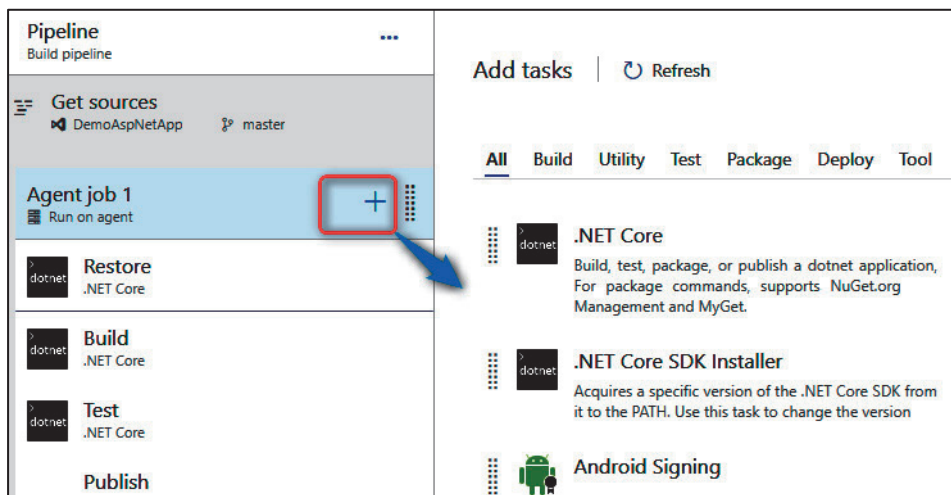 Pipeline
Build pipeline
...
Get sources
DemoAspNetApp master
Agent job 1
Run on agent
+
>
dotnet
Restore
.NET Core
>
dotnet
Build
.NET Core
>
dotnet
Test
.NET Core
Publish
Add tasks Refresh
All Build Utility Test Package Deploy Tool
>
dotnet
.NET Core
Build, test, package, or publish a dotnet application,
For package commands, supports NuGet.org
Management and MyGet.
>
dotnet
.NET Core SDK Installer
Acquires a specific version of the .NET Core SDK from
it to the PATH. Use this task to change the version
Android Signing